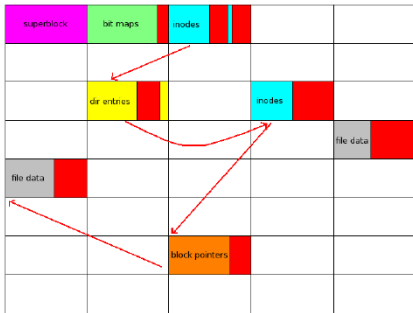 superblock
bit maps
inodes
dir entries
inodes
file data
file data
block pointers